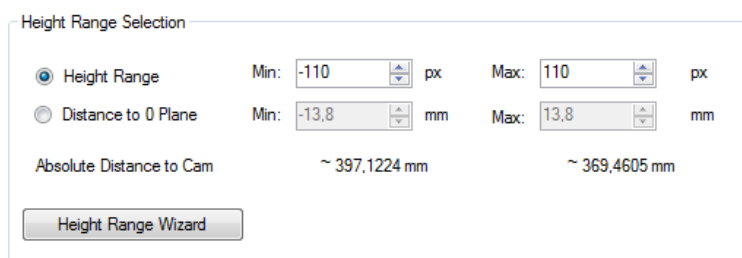 Height Range Selection
Height Range Min: -110 px Max: 110 px
Distance to 0 Plane Min: -13,8 mm Max: 13,8 mm
Absolute Distance to Cam ~ 397,1224 mm ~ 369,4605 mm
Height Range Wizard